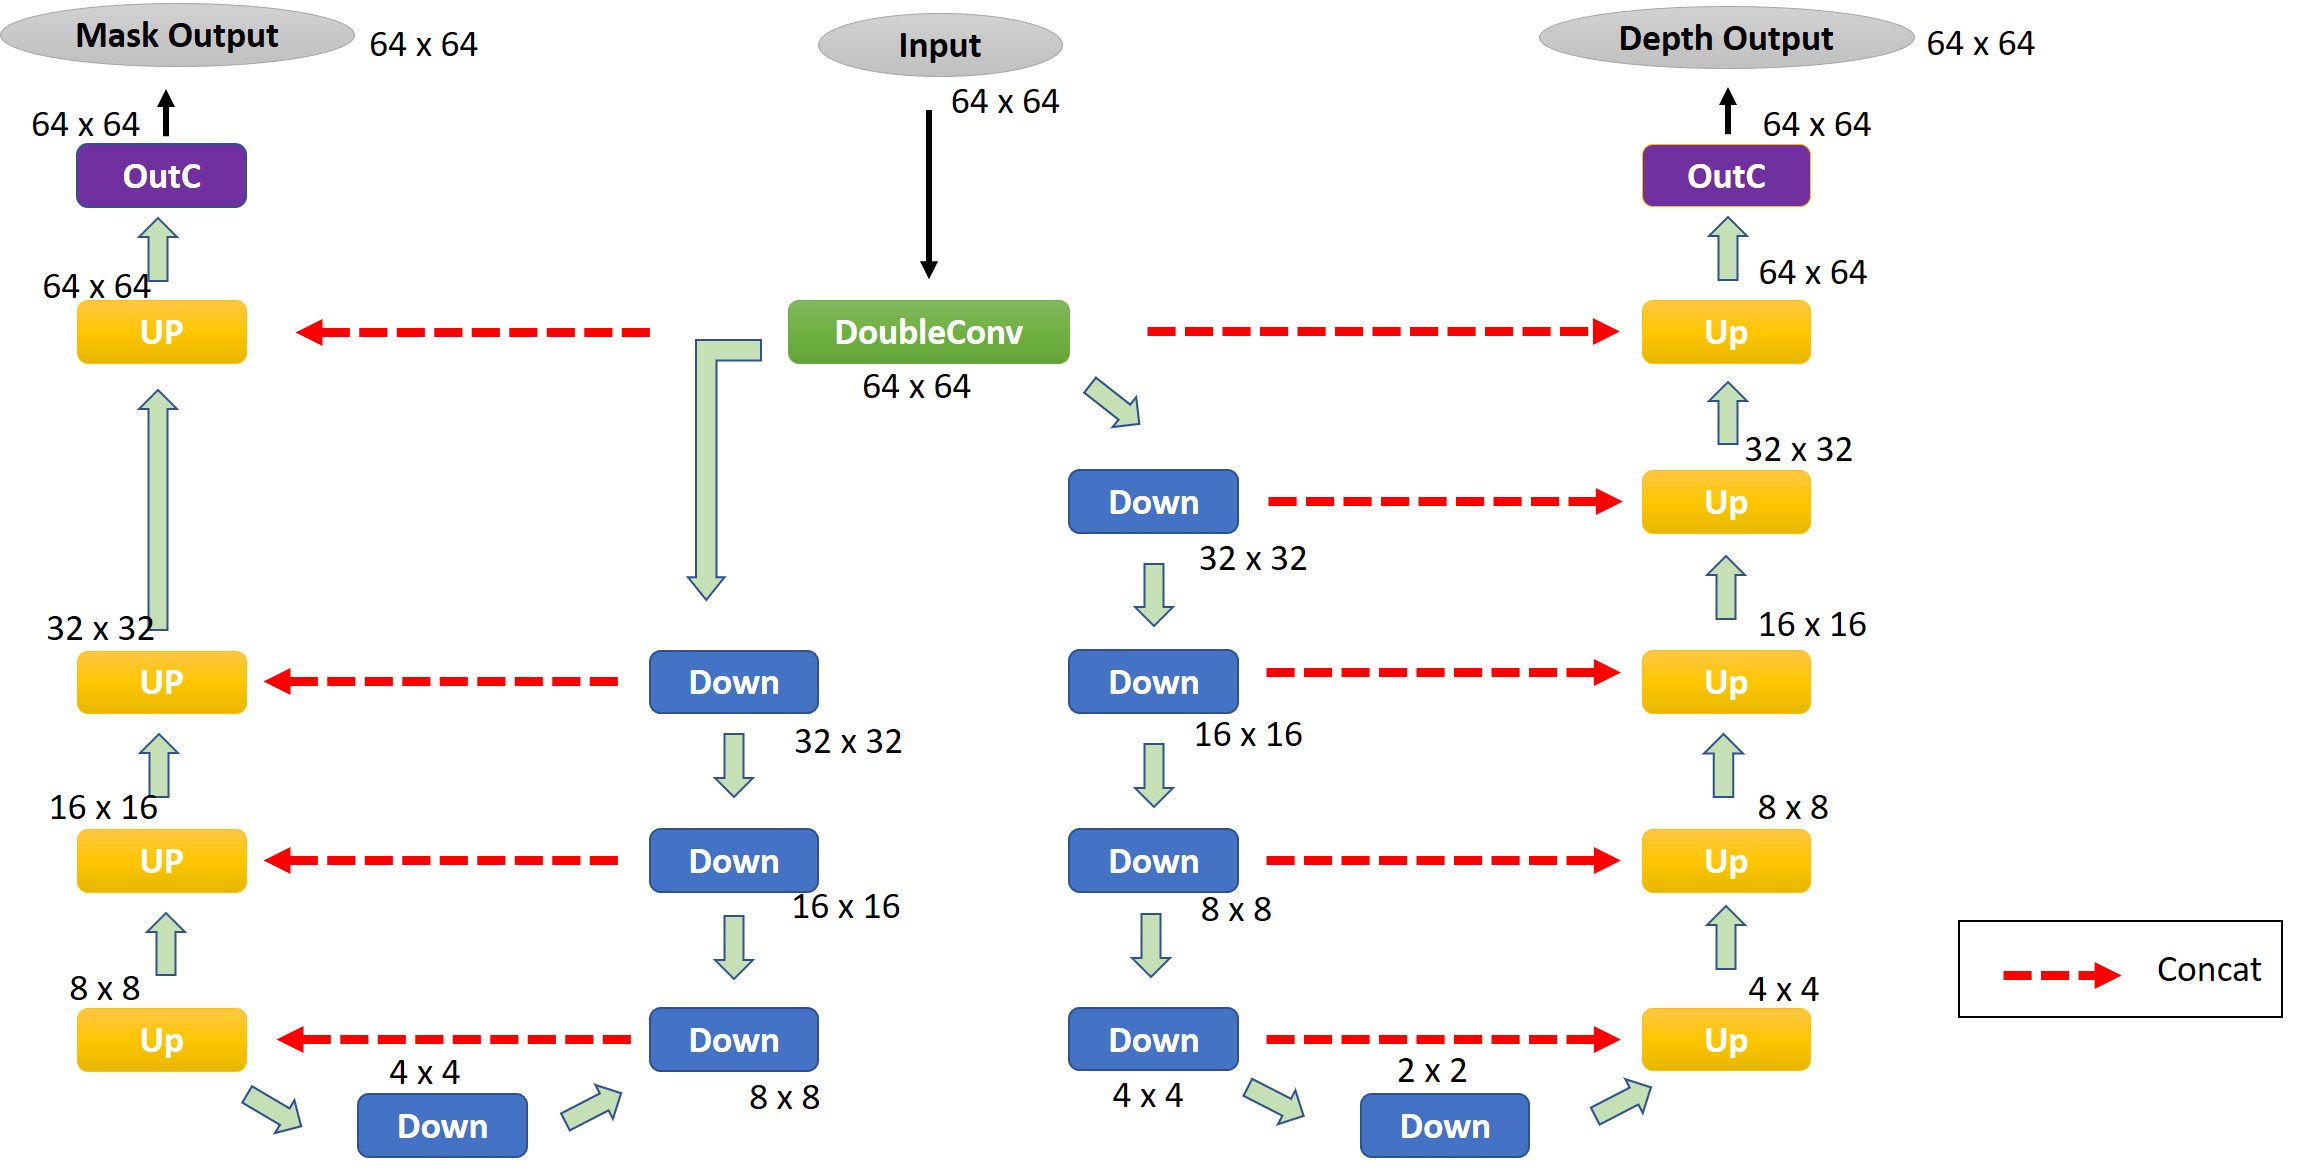 Mask Output
64 x 64
Input
64 x 64
Depth Output
64 x 64
64 x 64
OutC
64 x 64
OutC
64 x 64
UP
DoubleConv
64 x 64
64 x 64
Up
Down
32 x 32
32 x 32
Up
32 x 32
UP
Down
32 x 32
Down
16 x 16
16 x 16
Up
16 x 16
UP
Down
16 x 16
Down
8 x 8
8 x 8
Up
8 x 8
Up
4 x 4
Down
Down
8 x 8
Down
4 x 4
2 x 2
Down
4 x 4
Up
Concat